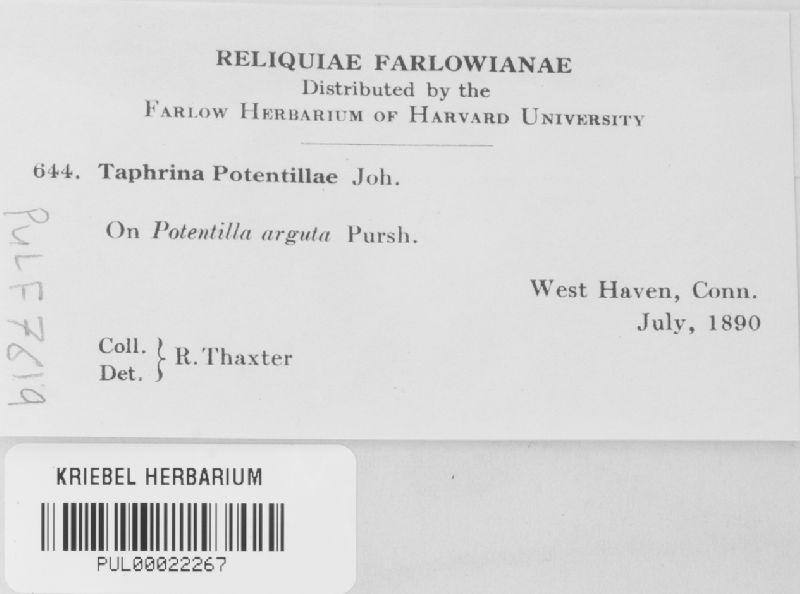 RELIQUIAE FARLOWIANAE
Distributed by the
FARLOW HERBARIUM OF HARVARD UNIVERSITY
644. Taphrina Potentillae Joh.
On Potentilla arguta Pursh.
West Haven, Conn.
July, 1890
Coll. } R. Thaxter
Det.
PUL F7619
KRIEBEL HERBARIUM
PUL00022267